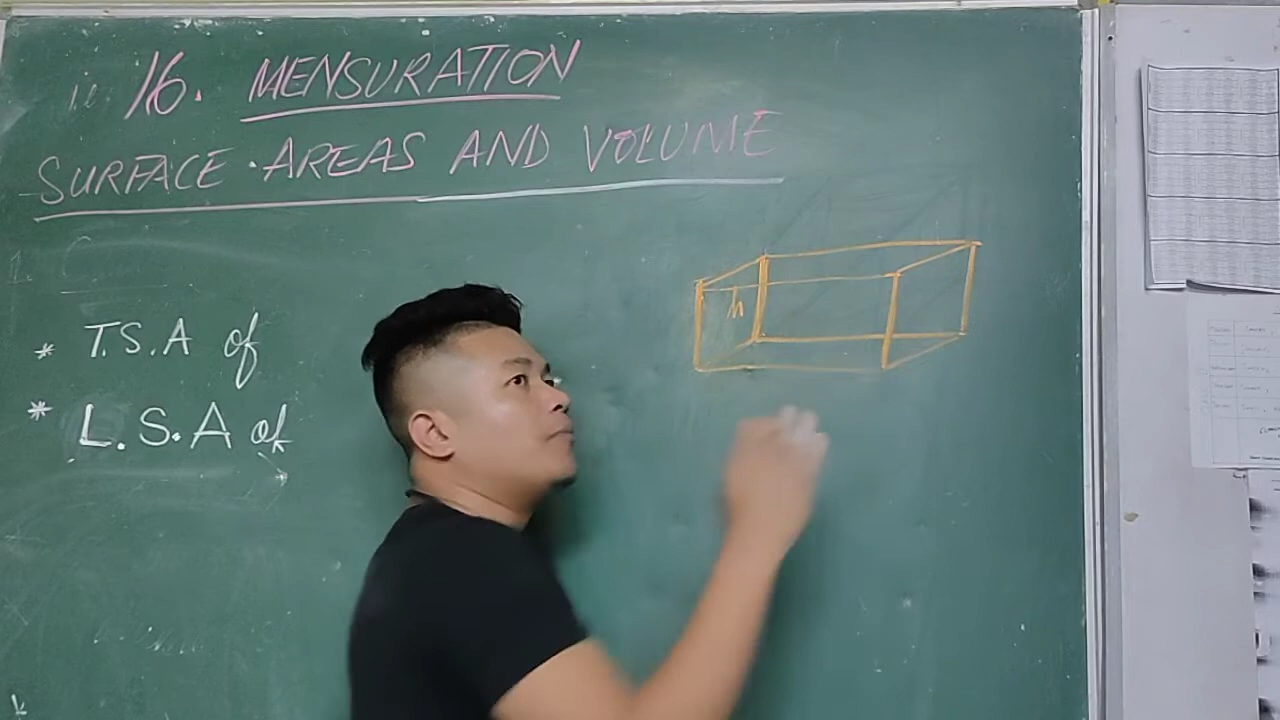 16. MENSURATION
SURFACE AREAS AND VOLUME
* T.S.A of
* L.S.A of
h